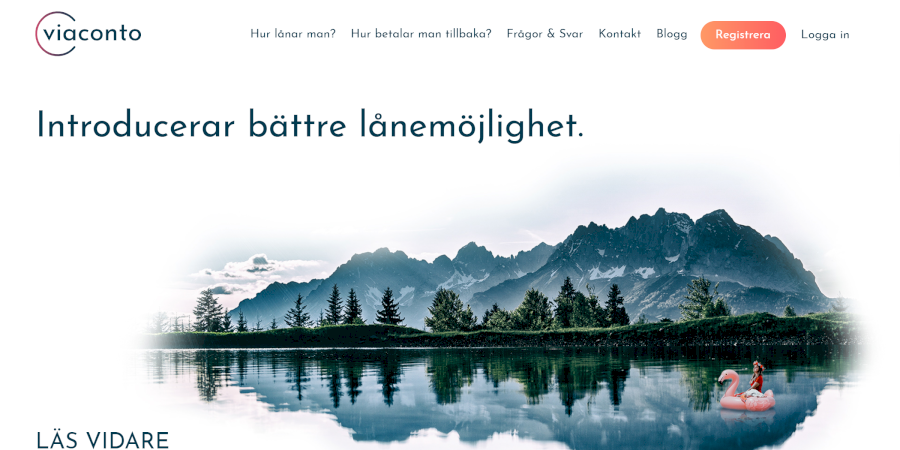 viaconto
Hur lånar man? Hur betalar man tillbaka? Frågor & Svar Kontakt Blogg Registrera Logga in
Introducerar bättre lånemöjlighet.
LÄS VIDARE